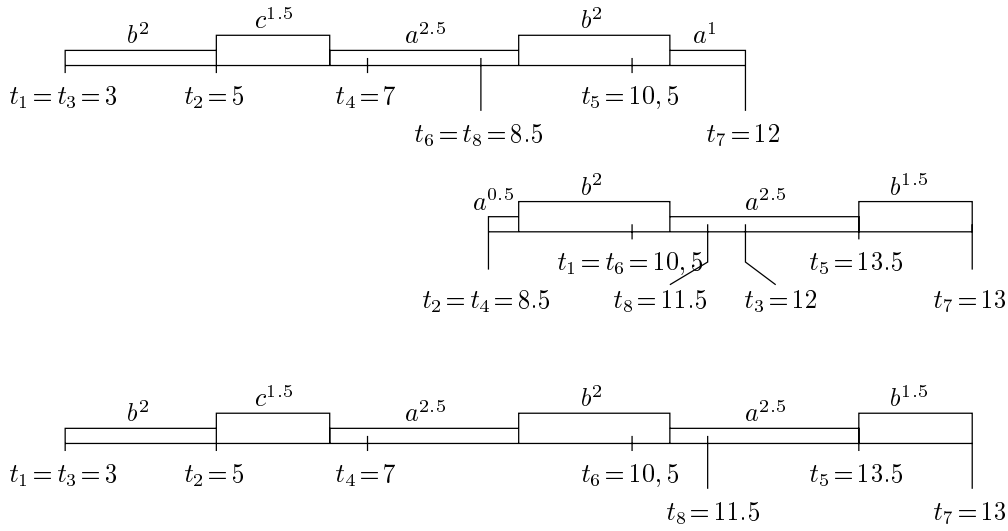 b^2 c^1.5 a^2.5 b^2 a^1
t_1 = t_3 = 3 t_2 = 5 t_4 = 7 t_5 = 10, 5
t_6 = t_8 = 8.5 t_7 = 12
a^0.5 b^2 a^2.5 b^1.5
t_1 = t_6 = 10, 5 t_5 = 13.5
t_2 = t_4 = 8.5 t_8 = 11.5 t_3 = 12 t_7 = 13
b^2 c^1.5 a^2.5 b^2 a^2.5 b^1.5
t_1 = t_3 = 3 t_2 = 5 t_4 = 7 t_6 = 10, 5 t_5 = 13.5
t_8 = 11.5 t_7 = 13